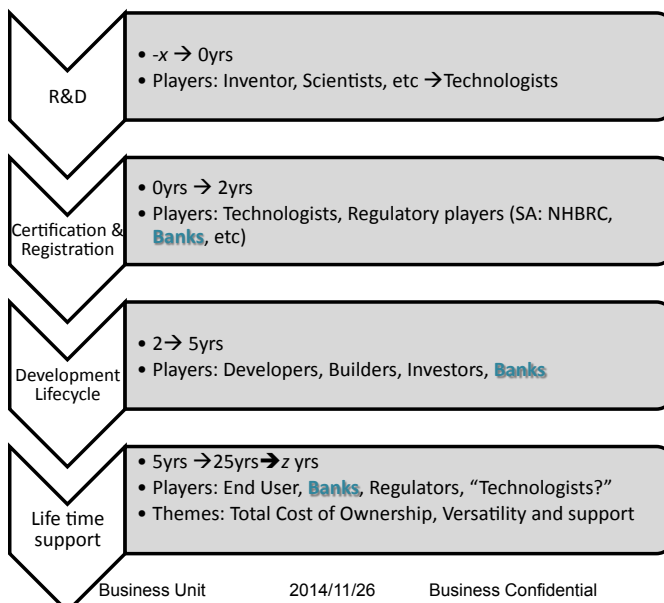 R&D
• -x → 0yrs
• Players: Inventor, Scientists, etc →Technologists
Certification &
Registration
• 0yrs → 2yrs
• Players: Technologists, Regulatory players (SA: NHBRC,
Banks, etc)
Development
Lifecycle
• 2→ 5yrs
• Players: Developers, Builders, Investors, Banks
Life time
support
• 5yrs →25yrs➔z yrs
• Players: End User, Banks, Regulators, “Technologists?”
• Themes: Total Cost of Ownership, Versatility and support
Business Unit 2014/11/26 Business Confidential